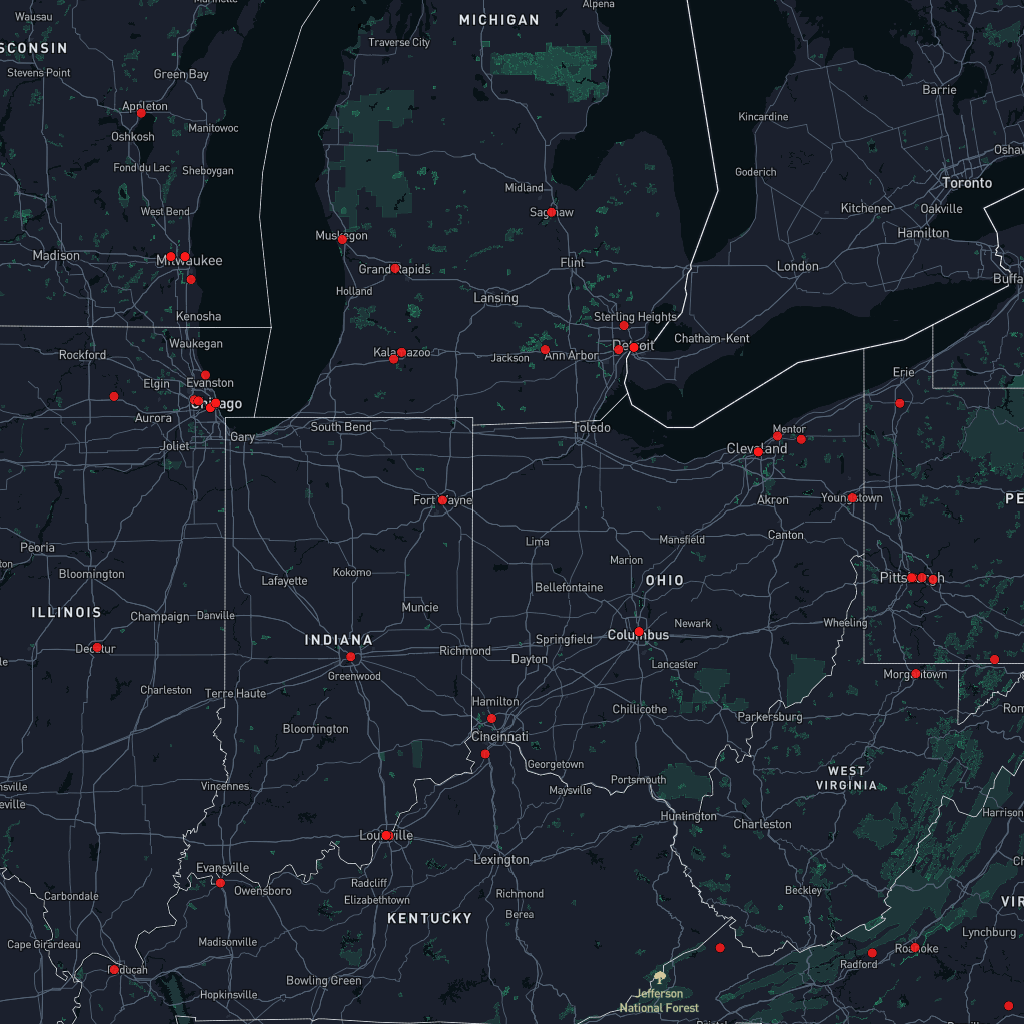 Wausau
MICHIGAN
Alpena
SCONSIN
Traverse City
Stevens Point
Green Bay
Barrie
Appleton
Kincardine
Oshkosh
Manitowoc
Oshaw
Fond du Lac
Sheboygan
Goderich
Toronto
Midland
West Bend
Saginaw
Kitchener
Oakville
Muskegon
Hamilton
Madison
Milwaukee
Flint
London
Grand Rapids
Buffa
Holland
Lansing
Kenosha
Sterling Heights
Waukegan
Detroit
Chatham-Kent
Rockford
Kalamazoo
Jackson
Ann Arbor
Elgin
Evanston
Erie
Chicago
Aurora
South Bend
Toledo
Mentor
Gary
Joliet
Cleveland
PE
Fort Wayne
Akron
Youngstown
Peoria
Lima
Mansfield
Canton
ton
Marion
Bloomington
Kokomo
Pittsburgh
Lafayette
Bellefontaine
OHIO
Muncie
ILLINOIS
Champaign
Danville
Newark
Wheeling
Columbus
INDIANA
Springfield
Decatur
Richmond
Dayton
lle
Lancaster
Greenwood
Morgantown
Charleston
Terre Haute
Hamilton
Chillicothe
Rom
Parkersburg
Bloomington
Cincinnati
Georgetown
WEST
VIRGINIA
Portsmouth
nsville
Vincennes
Maysville
eville
Huntington
Harrison
Charleston
Louisville
Lexington
Evansville
Ch
Radcliff
Owensboro
Beckley
Carbondale
Elizabethtown
Richmond
VIR
KENTUCKY
Berea
Lynchburg
Cape Girardeau
Madisonville
Roanoke
Radford
Paducah
Bowling Green
Hopkinsville
Jefferson
National Forest